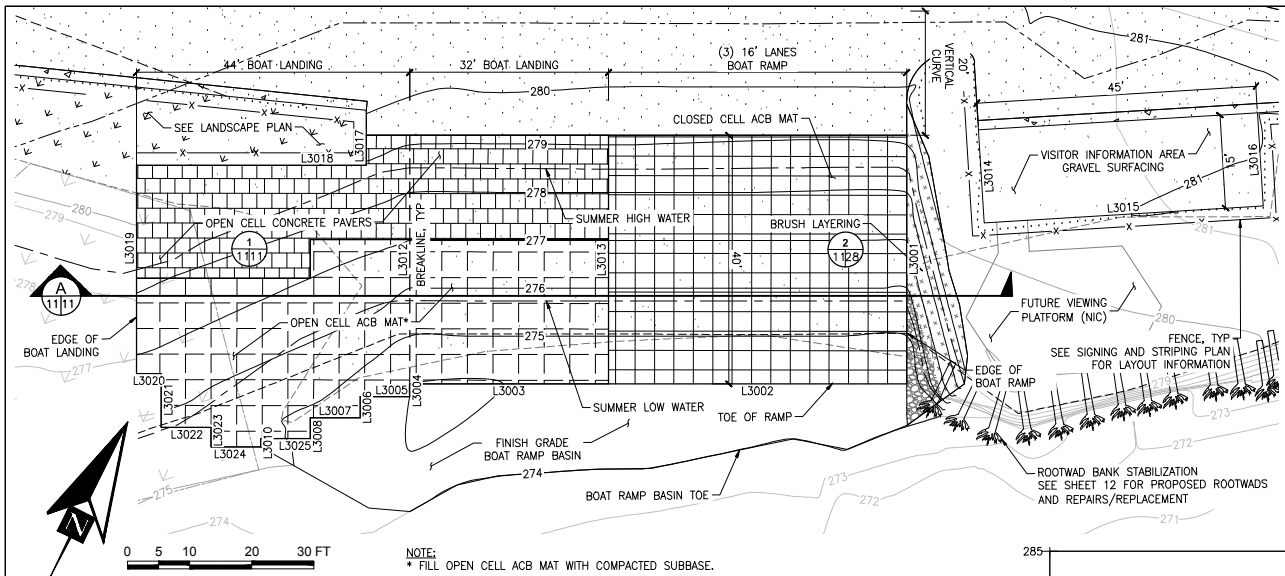 281
(3) 16' LANES
BOAT RAMP
VERTICAL
CURVE
20'
44' BOAT LANDING
32' BOAT LANDING
280
45'
SEE LANDSCAPE PLAN
L3017
L3018
CLOSED CELL ACB MAT
279
278
VISITOR INFORMATION AREA
GRAVEL SURFACING
15'
281
L3014
L3015
L3016
280
279
OPEN CELL CONCRETE PAVERS
SUMMER HIGH WATER
BRUSH LAYERING
281
L3019
1
1111
L3012
BREAKLINE, TYP
277
L3013
40'
2
1128
L3001
278
A
1111
276
EDGE OF
BOAT LANDING
OPEN CELL ACB MAT*
275
FUTURE VIEWING
PLATFORM (NIC)
280
277
FENCE, TYP
SEE SIGNING AND STRIPING PLAN
FOR LAYOUT INFORMATION
L3020
L3021
L3005
L3004
L3003
L3002
EDGE OF
BOAT RAMP
L3006
L3007
SUMMER LOW WATER
TOE OF RAMP
L3022
L3023
L3024
L3010
L3025
L3008
FINISH GRADE
BOAT RAMP BASIN
273
272
274
273
272
275
BOAT RAMP BASIN TOE
ROOTWAD BANK STABILIZATION
SEE SHEET 12 FOR PROPOSED ROOTWADS
AND REPAIRS/REPLACEMENT
274
271
N
0 5 10 20 30 FT
NOTE:
* FILL OPEN CELL ACB MAT WITH COMPACTED SUBBASE.
285